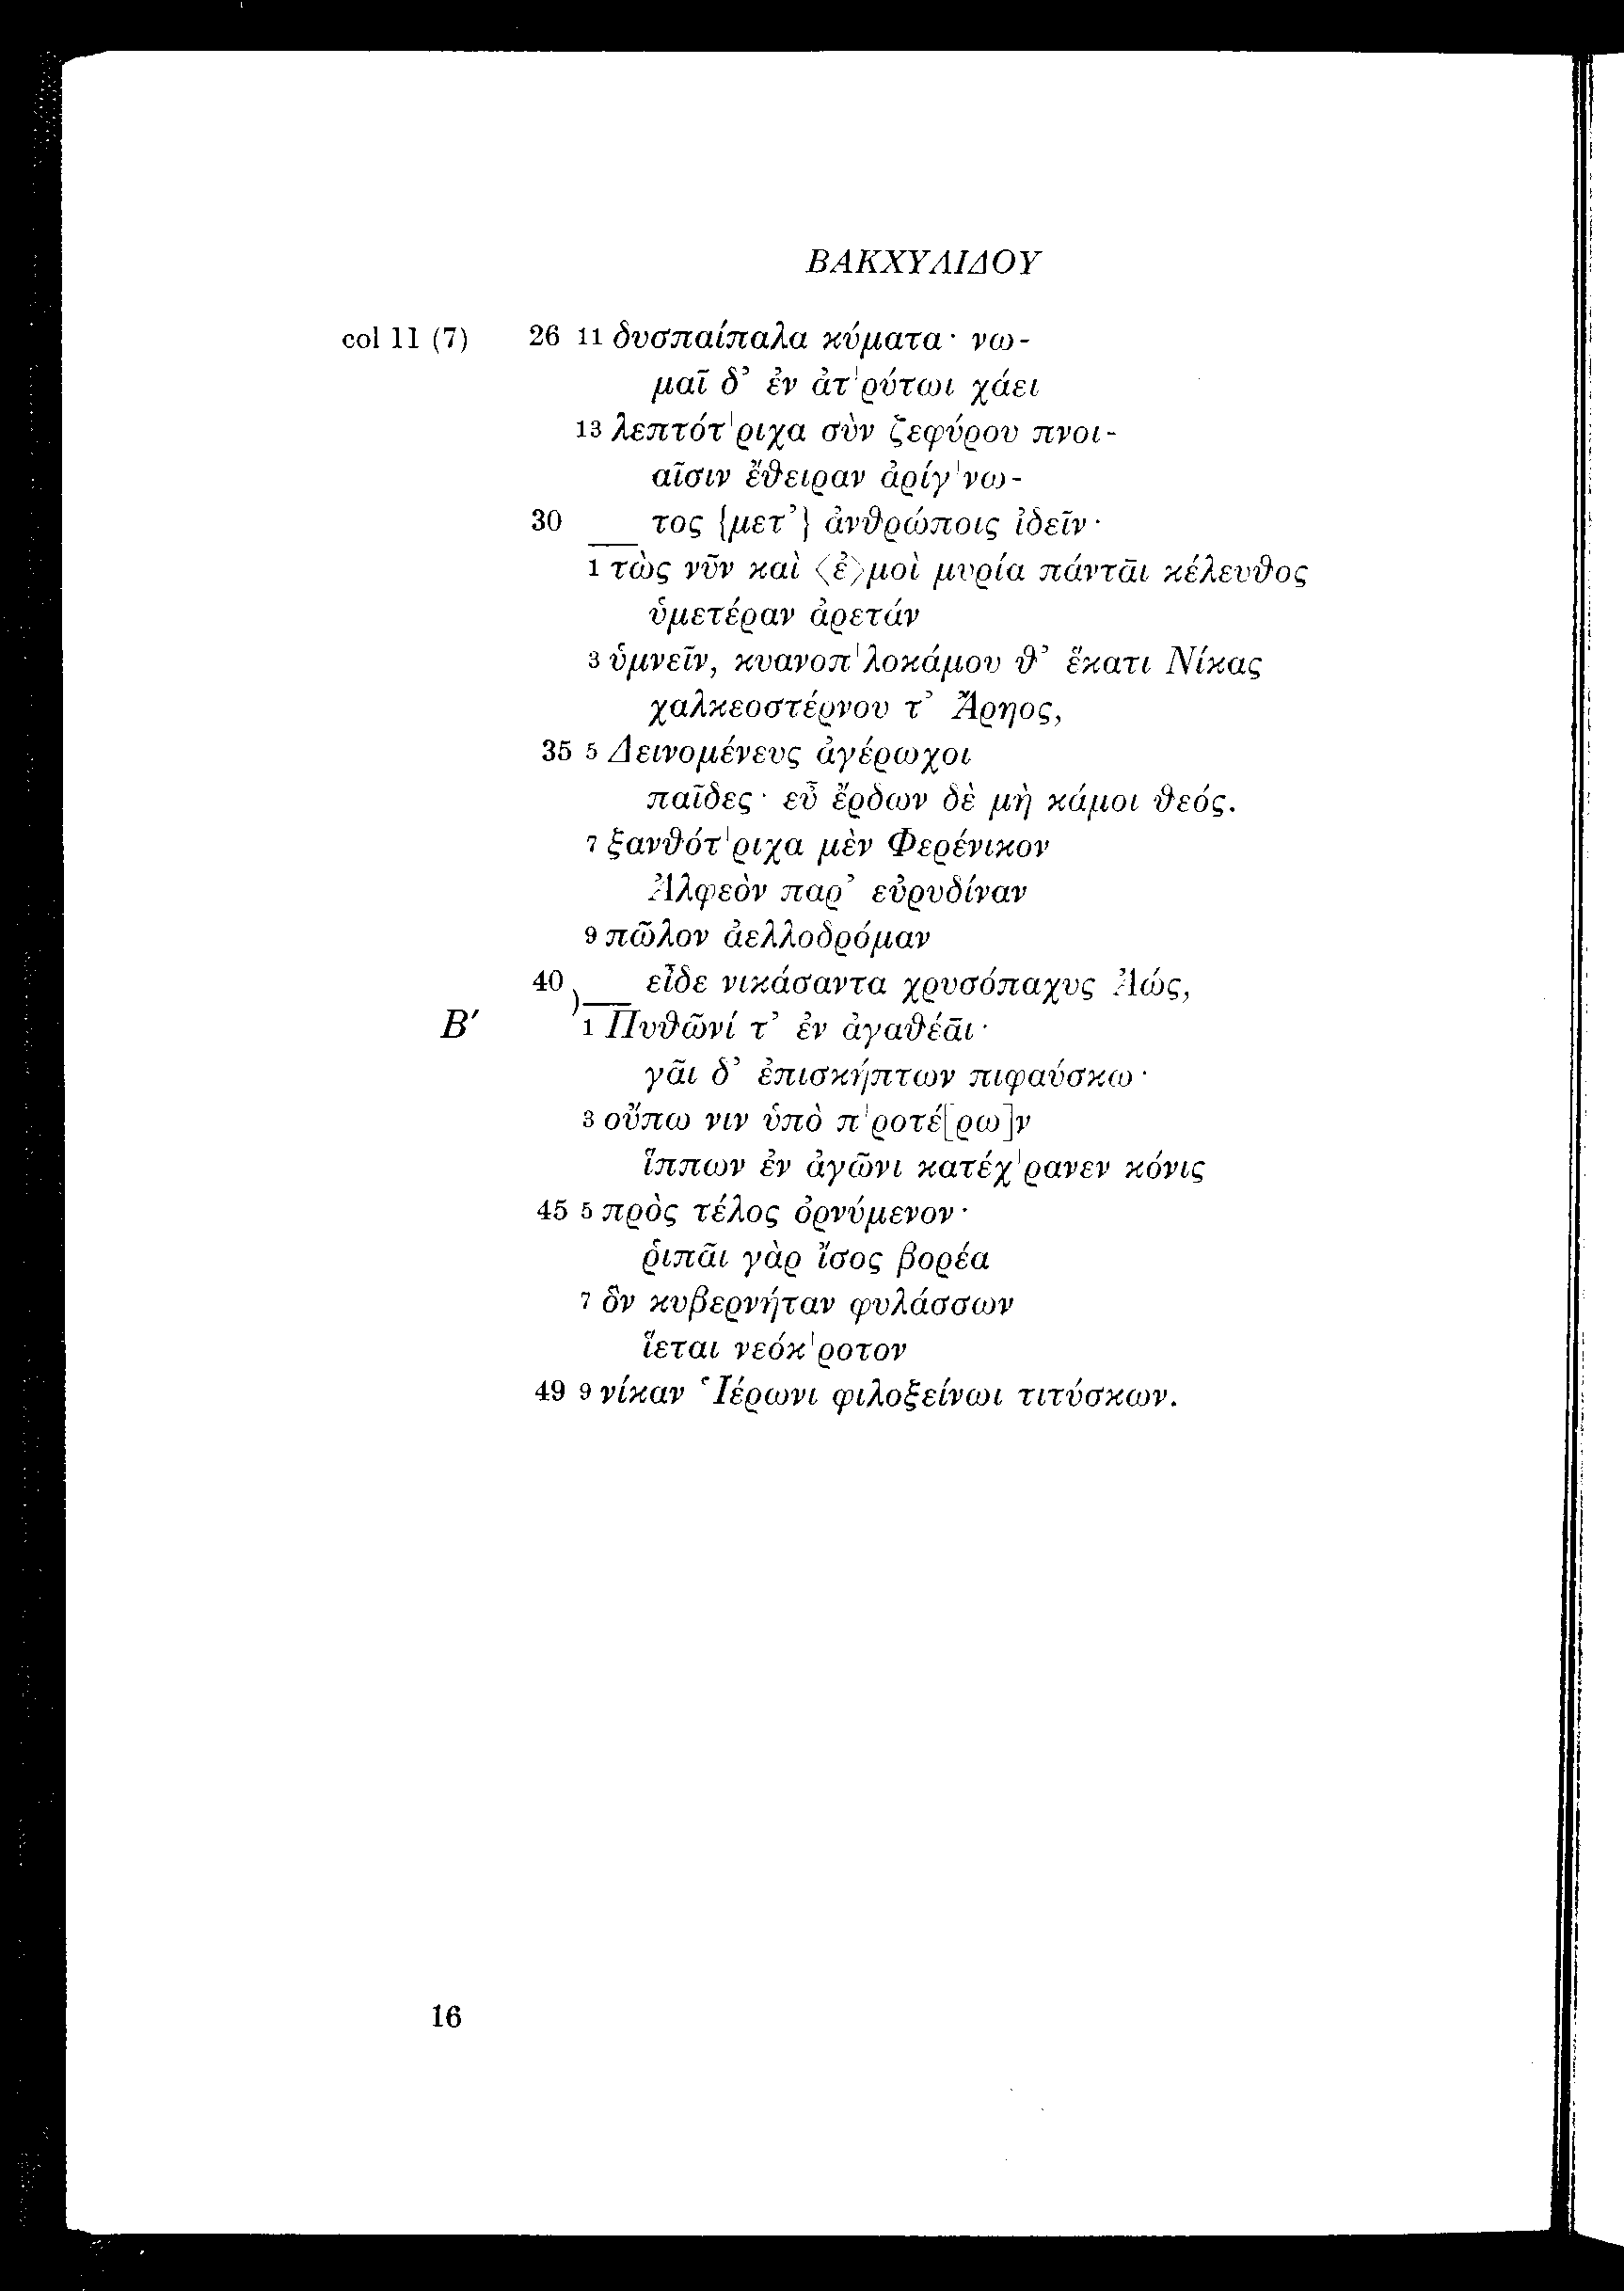 ΒΑΚΧΥΛΙΔΟΥ
col 11 (7) 26 11 δυσπαίπαλα κύματα· νω-
μᾶι δ’ ἐν ἀτ'ρύτωι χάει
13 λεπτότ'ριχα σὺν ζεφύρου πνοι-
αῖσιν ἔθειραν ἀρίγ'νω-
30 τος {μετ’} ἀνθρώποις ἰδεῖν·
1 τὼς νῦν καὶ <ἐ>μοὶ μυρία πάντᾶι κέλευθος
ὑμετέραν ἀρετάν
3 ὑμνεῖν, κυανοπ'λοκάμου θ’ ἕκατι Νίκας
χαλκεοστέρνου τ’ Ἄρηος,
35 5 Δεινομένευς ἀγέρωχοι
παῖδες· εὖ ἔρδων δὲ μὴ κάμοι θεός.
7 ξανθότ'ριχα μὲν Φερένικον
Ἀλφεὸν παρ’ εὐρυδίναν
9 πῶλον ἀελλοδρόμαν
40 εἶδε νικάσαντα χρυσόπαχυς Ἀώς,
Β′ 1 Πυθῶνί τ’ ἐν ἀγαθέᾶι·
γᾶι δ’ ἐπισκήπτων πιφαύσκω·
3 οὔπω νιν ὑπὸ π'ροτέ[ρω]ν
ἵππων ἐν ἀγῶνι κατέχ'ρανεν κόνις
45 5 πρὸς τέλος ὀρνύμενον·
ῥιπᾶι γὰρ ἴσος βορέα
7 ὃν κυβερνήταν φυλάσσων
ἵεται νεόκ'ροτον
49 9 νίκαν Ἱέρωνι φιλοξείνωι τιτύσκων.
16